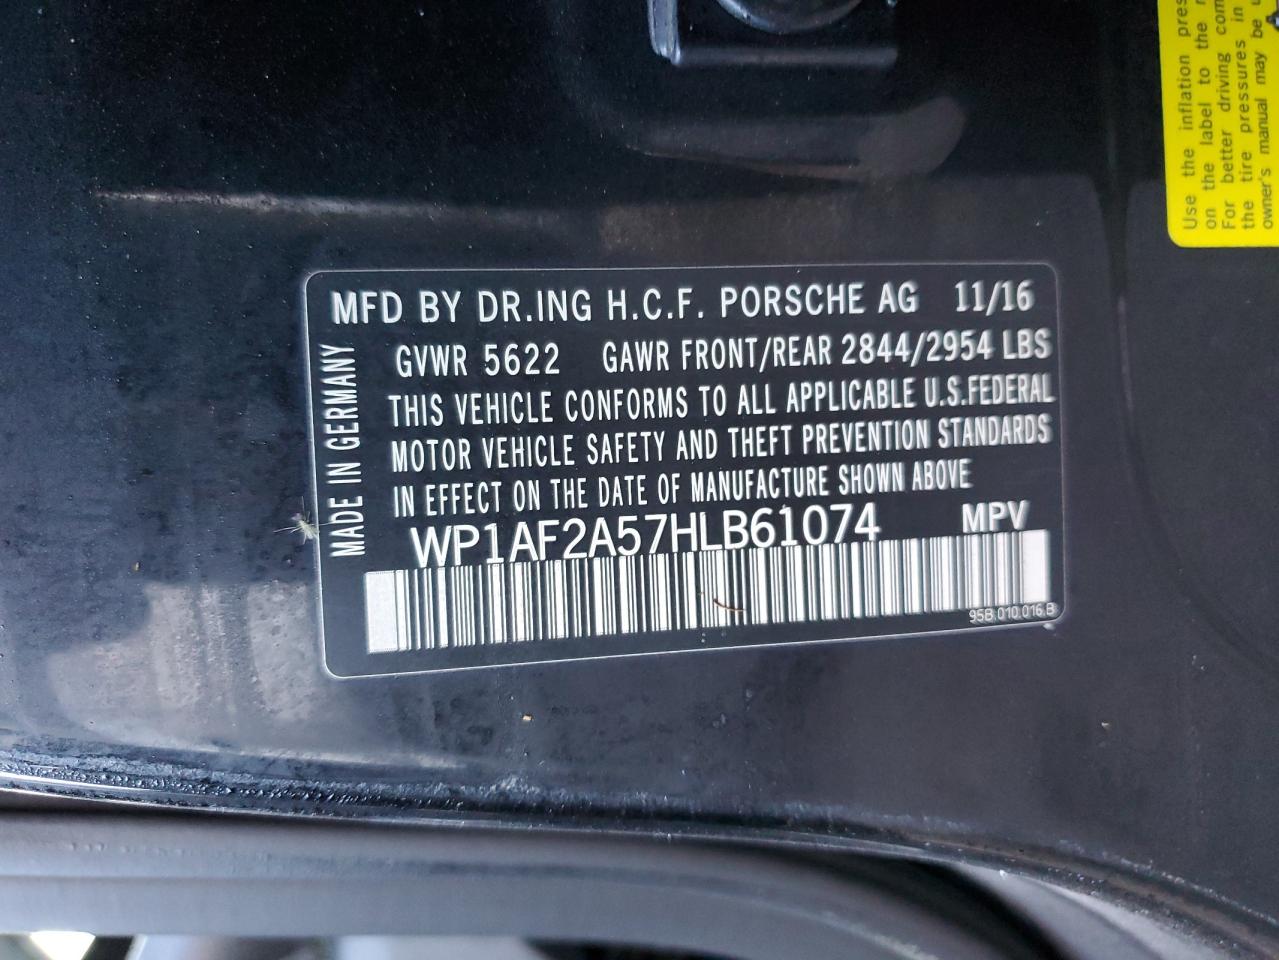 MFD BY DR.ING H.C.F. PORSCHE AG 11/16
GVWR 5622 GAWR FRONT/REAR 2844/2954 LBS
THIS VEHICLE CONFORMS TO ALL APPLICABLE U.S.FEDERAL
MOTOR VEHICLE SAFETY AND THEFT PREVENTION STANDARDS
IN EFFECT ON THE DATE OF MANUFACTURE SHOWN ABOVE
WP1AF2A57HLB61074 MPV
95B.010.016.B
MADE IN GERMANY
Use the inflation
on the label to the
For better driving
the tire pressures in
owner's manual may be